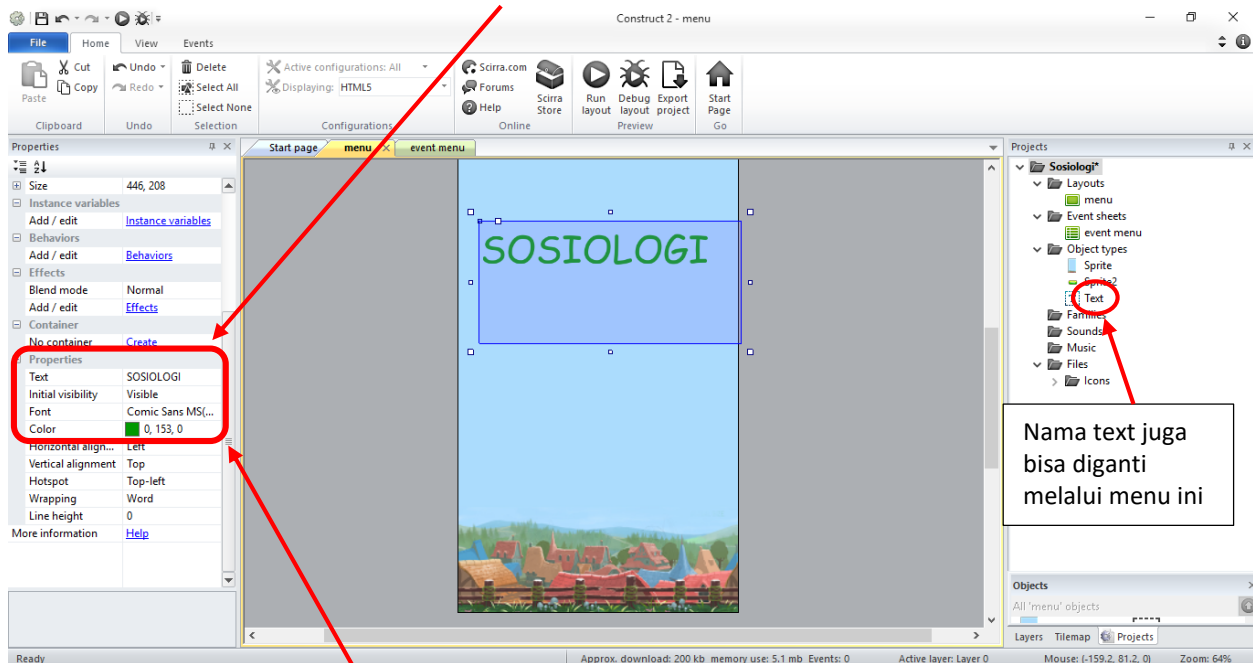 Construct 2 - menu
File Home View Events
Paste
Cut
Copy
Clipboard
Undo
Redo
Undo
Delete
Select All
Select None
Selection
Active configurations: All
Displaying: HTML5
Configurations
Scirra.com
Forums
Help
Scirra Store
Online
Run layout
Debug layout
Export project
Preview
Start Page
Go
Properties
Size 446, 208
Instance variables
Add / edit Instance variables
Behaviors
Add / edit Behaviors
Effects
Blend mode Normal
Add / edit Effects
Container
No container Create
Properties
Text SOSIOLOGI
Initial visibility Visible
Font Comic Sans MS(...
Color 0, 153, 0
Horizontal align... Left
Vertical alignment Top
Hotspot Top-left
Wrapping Word
Line height 0
More information Help
Start page menu event menu
SOSIOLOGI
Projects
Sosiologi*
Layouts
menu
Event sheets
event menu
Object types
Sprite
Sprite2
Text
Families
Sounds
Music
Files
Icons
Nama text juga
bisa diganti
melalui menu ini
Objects
All 'menu' objects
Layers Tilemap Projects
Ready Approx. download: 200 kb memory use: 5.1 mb Events: 0 Active layer: Layer 0 Mouse: (-159.2, 81.2, 0) Zoom: 64%